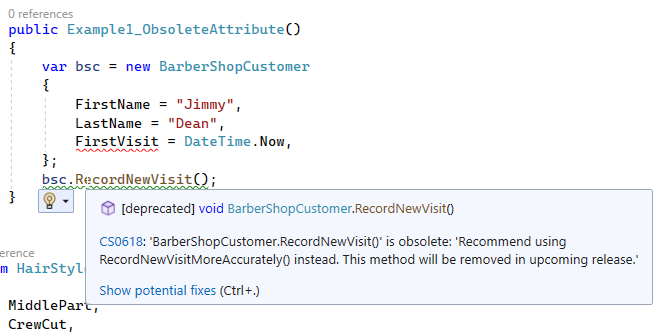 0 references
public Example1_ObsoleteAttribute()
{
var bsc = new BarberShopCustomer
{
FirstName = "Jimmy",
LastName = "Dean",
FirstVisit = DateTime.Now,
};
bsc.RecordNewVisit();
}
[deprecated] void BarberShopCustomer.RecordNewVisit()
CS0618: 'BarberShopCustomer.RecordNewVisit()' is obsolete: 'Recommend using
RecordNewVisitMoreAccurately() instead. This method will be removed in upcoming release.'
Show potential fixes (Ctrl+.)
ference
m HairStyle
MiddlePart,
CrewCut,